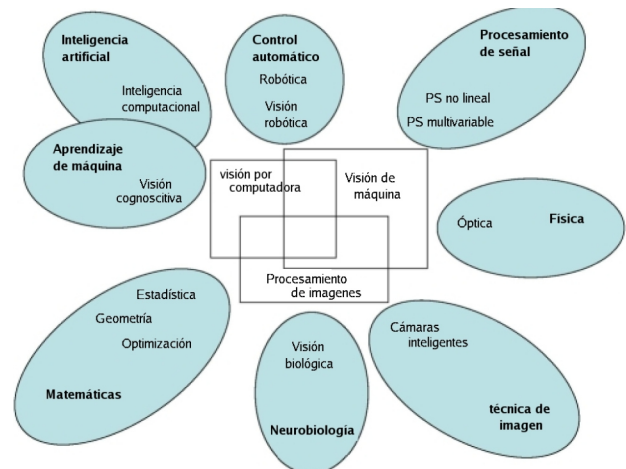 Inteligencia
artificial
Inteligencia
computacional
Control
automático
Robótica
Visión
robótica
Procesamiento
de señal
PS no lineal
PS multivariable
Aprendizaje
de máquina
Visión
cognoscitiva
visión por
computadora
Visión de
máquina
Procesamiento
de imagenes
Óptica
Fisica
Estadística
Geometría
Optimización
Matemáticas
Visión
biológica
Neurobiología
Cámaras
inteligentes
técnica de
imagen